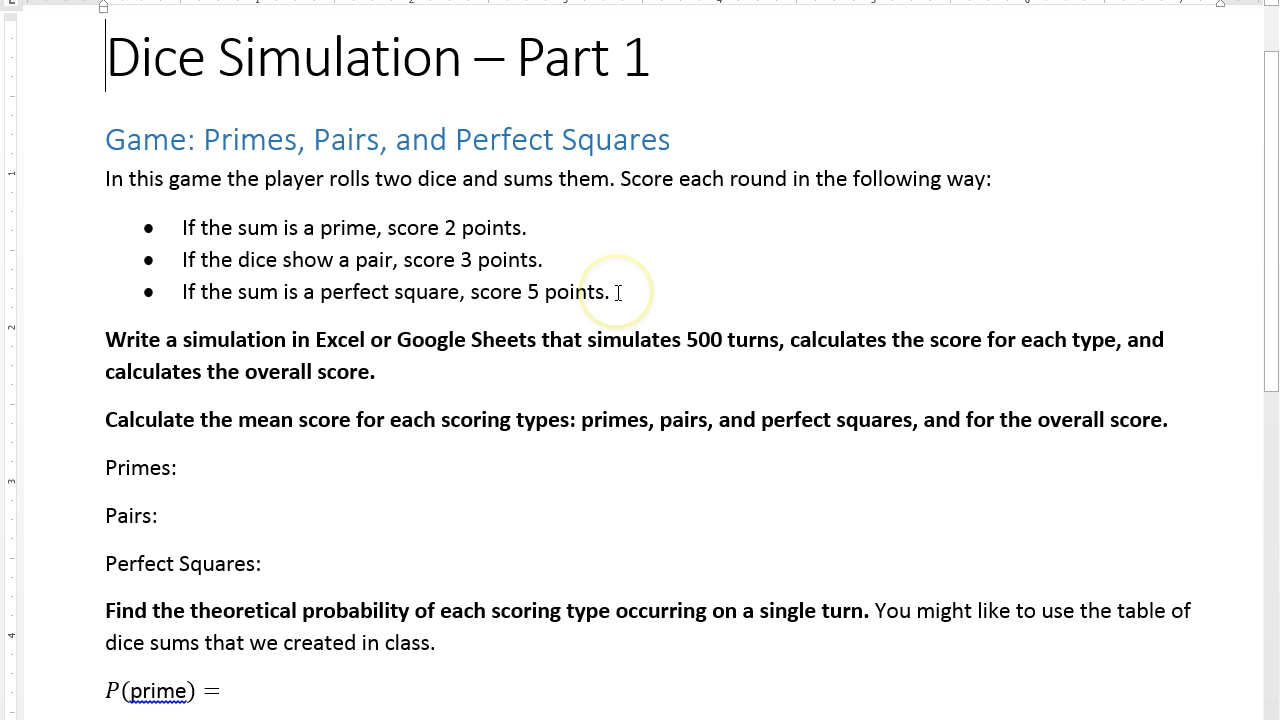 Dice Simulation – Part 1
Game: Primes, Pairs, and Perfect Squares
In this game the player rolls two dice and sums them. Score each round in the following way:
● If the sum is a prime, score 2 points.
● If the dice show a pair, score 3 points.
● If the sum is a perfect square, score 5 points.
Write a simulation in Excel or Google Sheets that simulates 500 turns, calculates the score for each type, and
calculates the overall score.
Calculate the mean score for each scoring types: primes, pairs, and perfect squares, and for the overall score.
Primes:
Pairs:
Perfect Squares:
Find the theoretical probability of each scoring type occurring on a single turn. You might like to use the table of
dice sums that we created in class.
P(prime) =